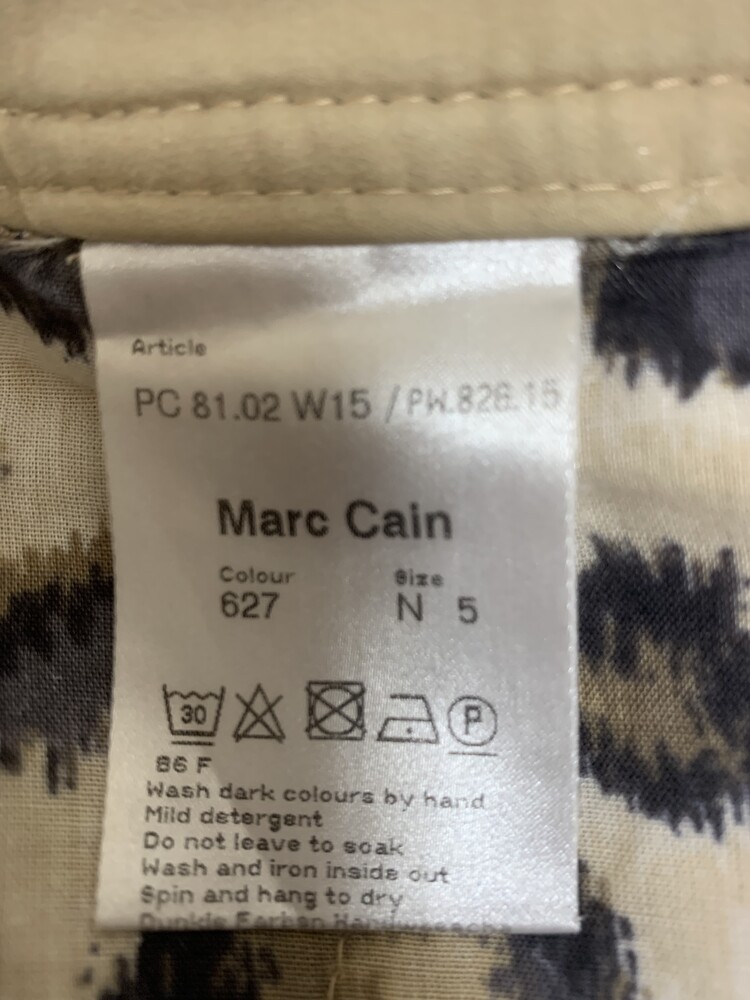 Article
PC 81.02 W15 / PW.826.15
Marc Cain
Colour
Size
627
N 5
30
P
86 F
Wash dark colours by hand
Mild detergent
Do not leave to soak
Wash and iron inside out
Spin and hang to dry
Dunkle Farben